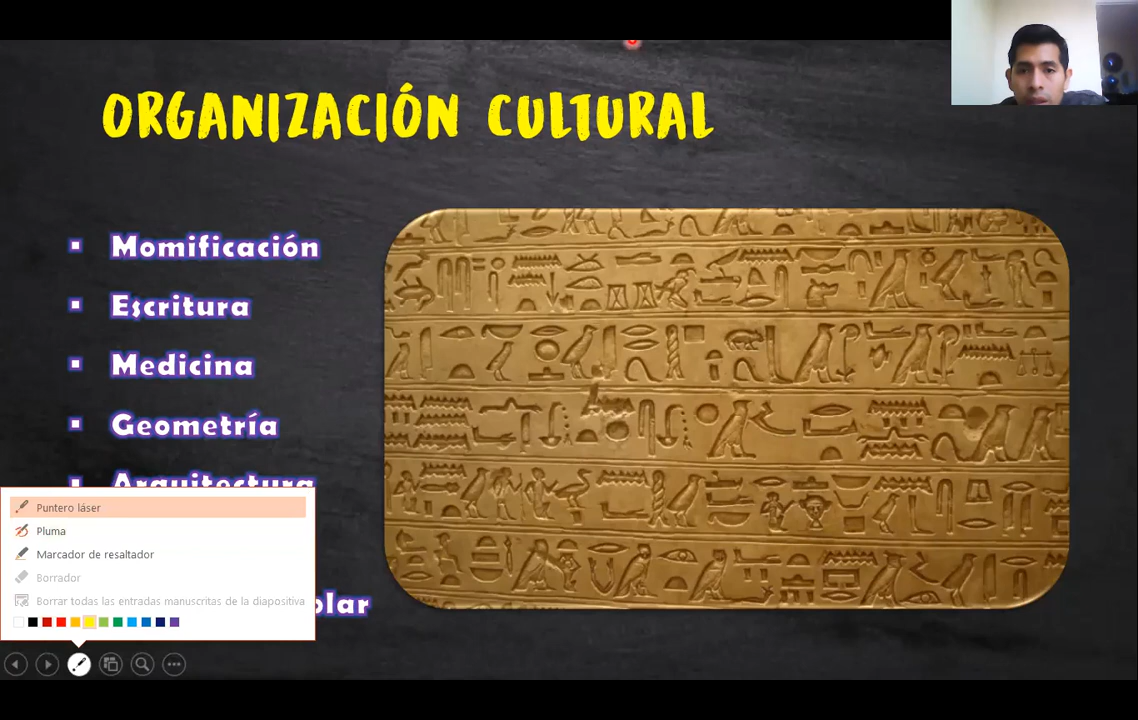 ORGANIZACIÓN CULTURAL
▪ Momificación
▪ Escritura
▪ Medicina
▪ Geometría
▪ Arquitectura
Puntero láser
Pluma
Marcador de resaltador
Borrador
Borrar todas las entradas manuscritas de la diapositiva